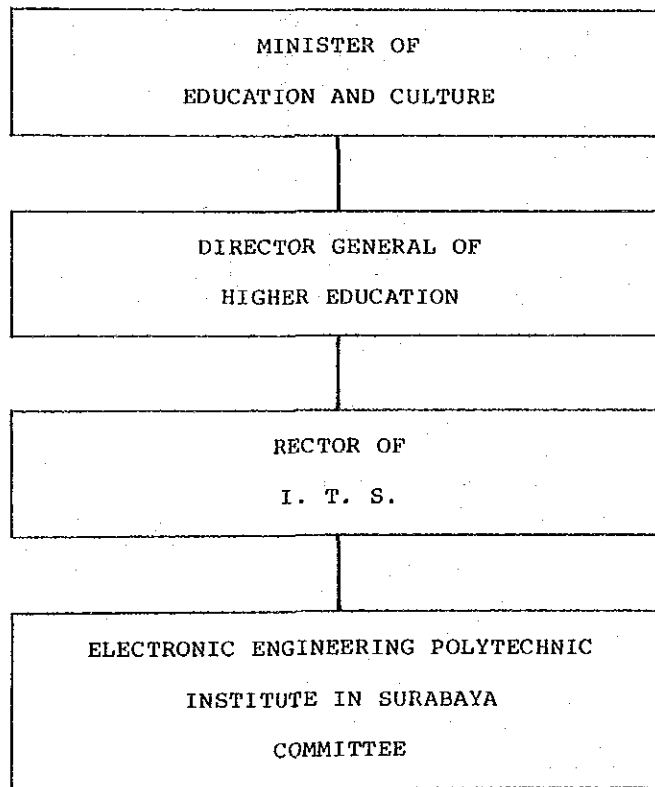 MINISTER OF
EDUCATION AND CULTURE
DIRECTOR GENERAL OF
HIGHER EDUCATION
RECTOR OF
I. T. S.
ELECTRONIC ENGINEERING POLYTECHNIC
INSTITUTE IN SURABAYA
COMMITTEE